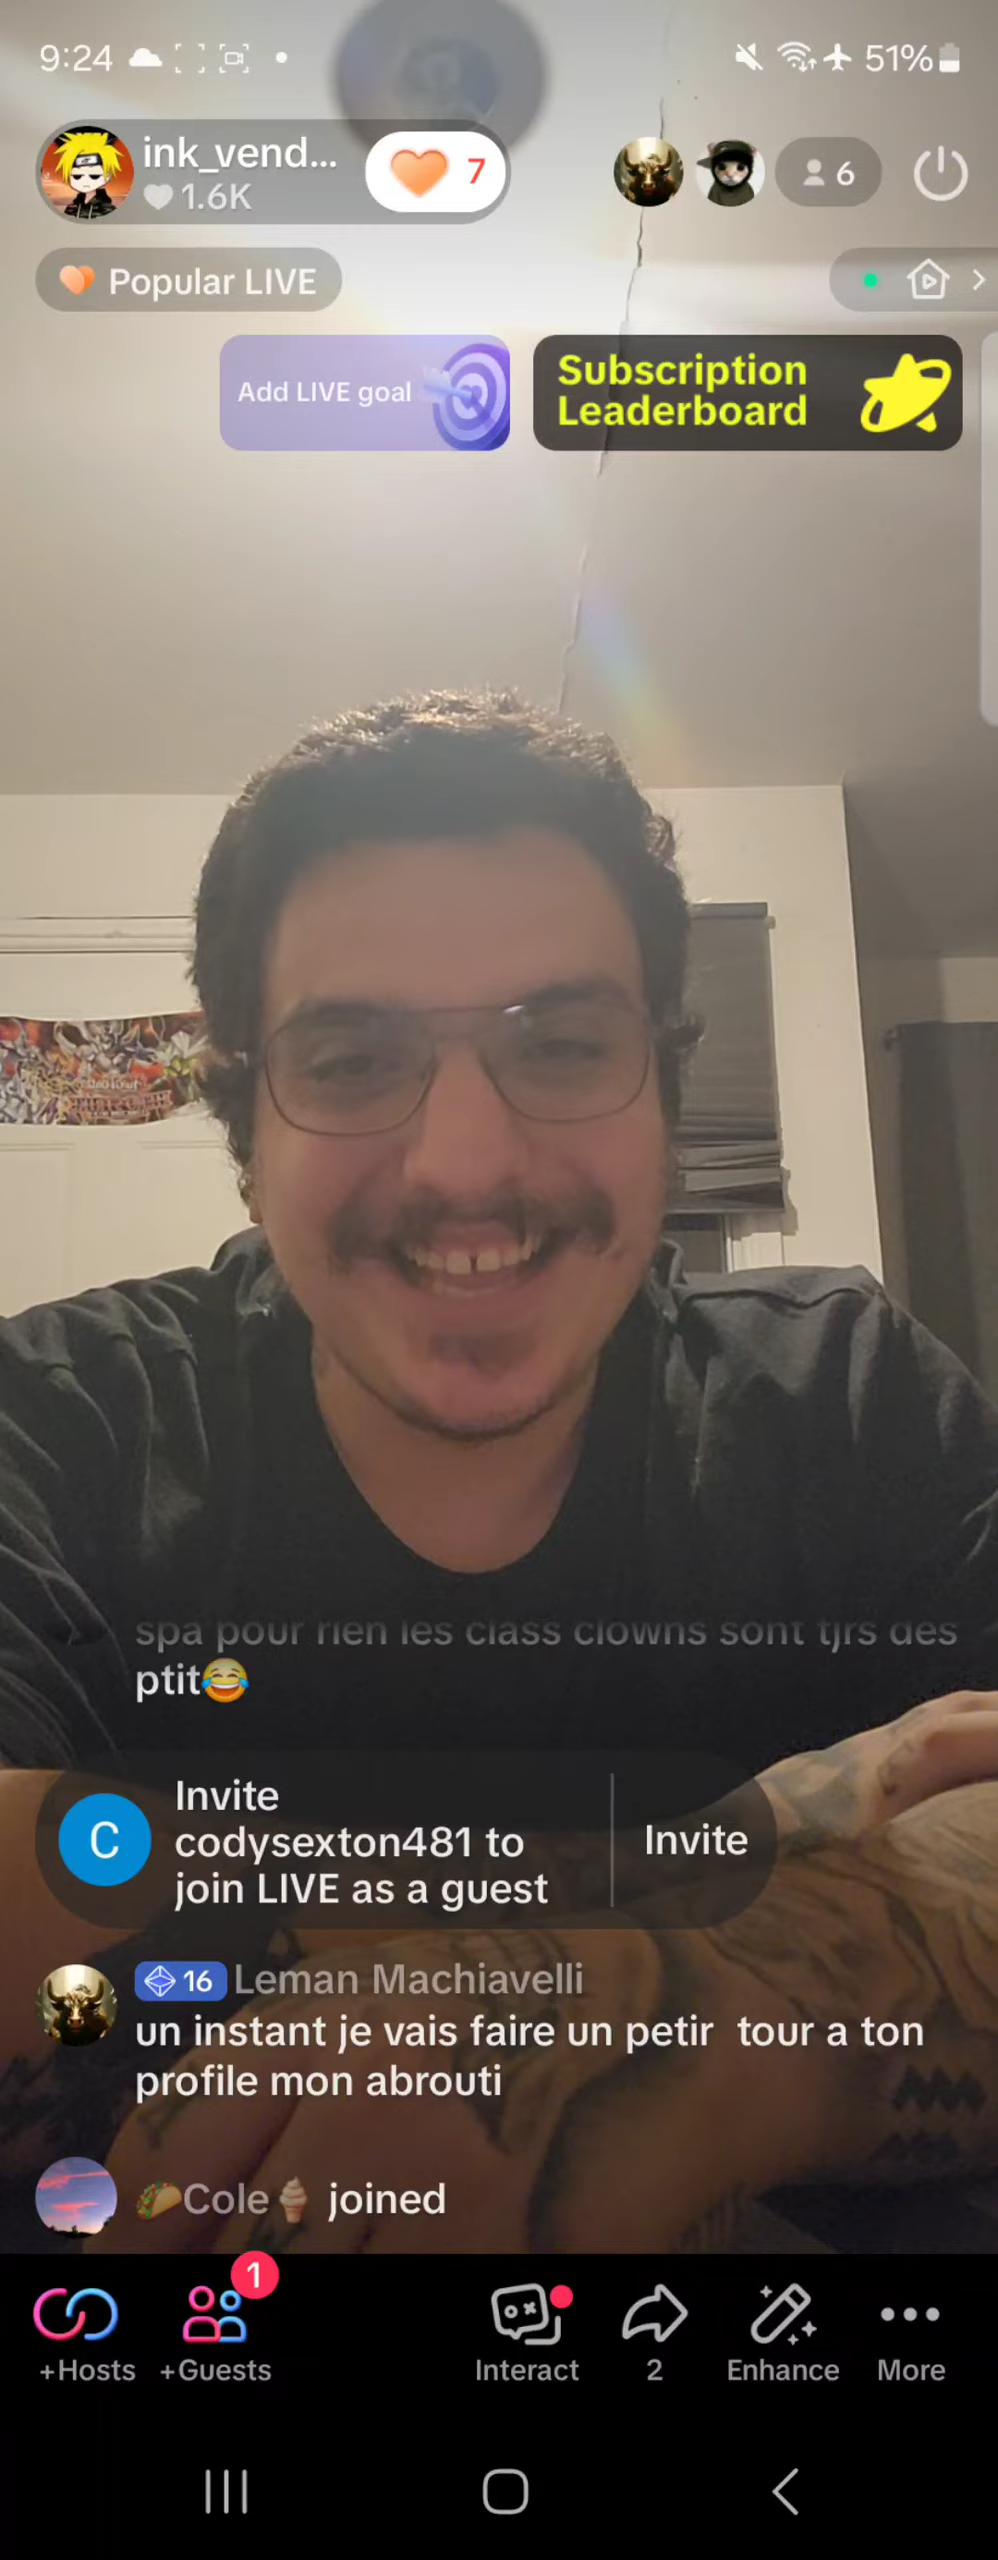 9:24
51%
ink_vend...
1.6K
7
6
Popular LIVE
Add LIVE goal
Subscription
Leaderboard
spa pour rien les class clowns sont tjrs des
ptit😂
C
Invite
codysexton481 to
join LIVE as a guest
Invite
16 Leman Machiavelli
un instant je vais faire un petir tour a ton
profile mon abrouti
🌮Cole🍦 joined
1
+Hosts
+Guests
Interact
2
Enhance
More